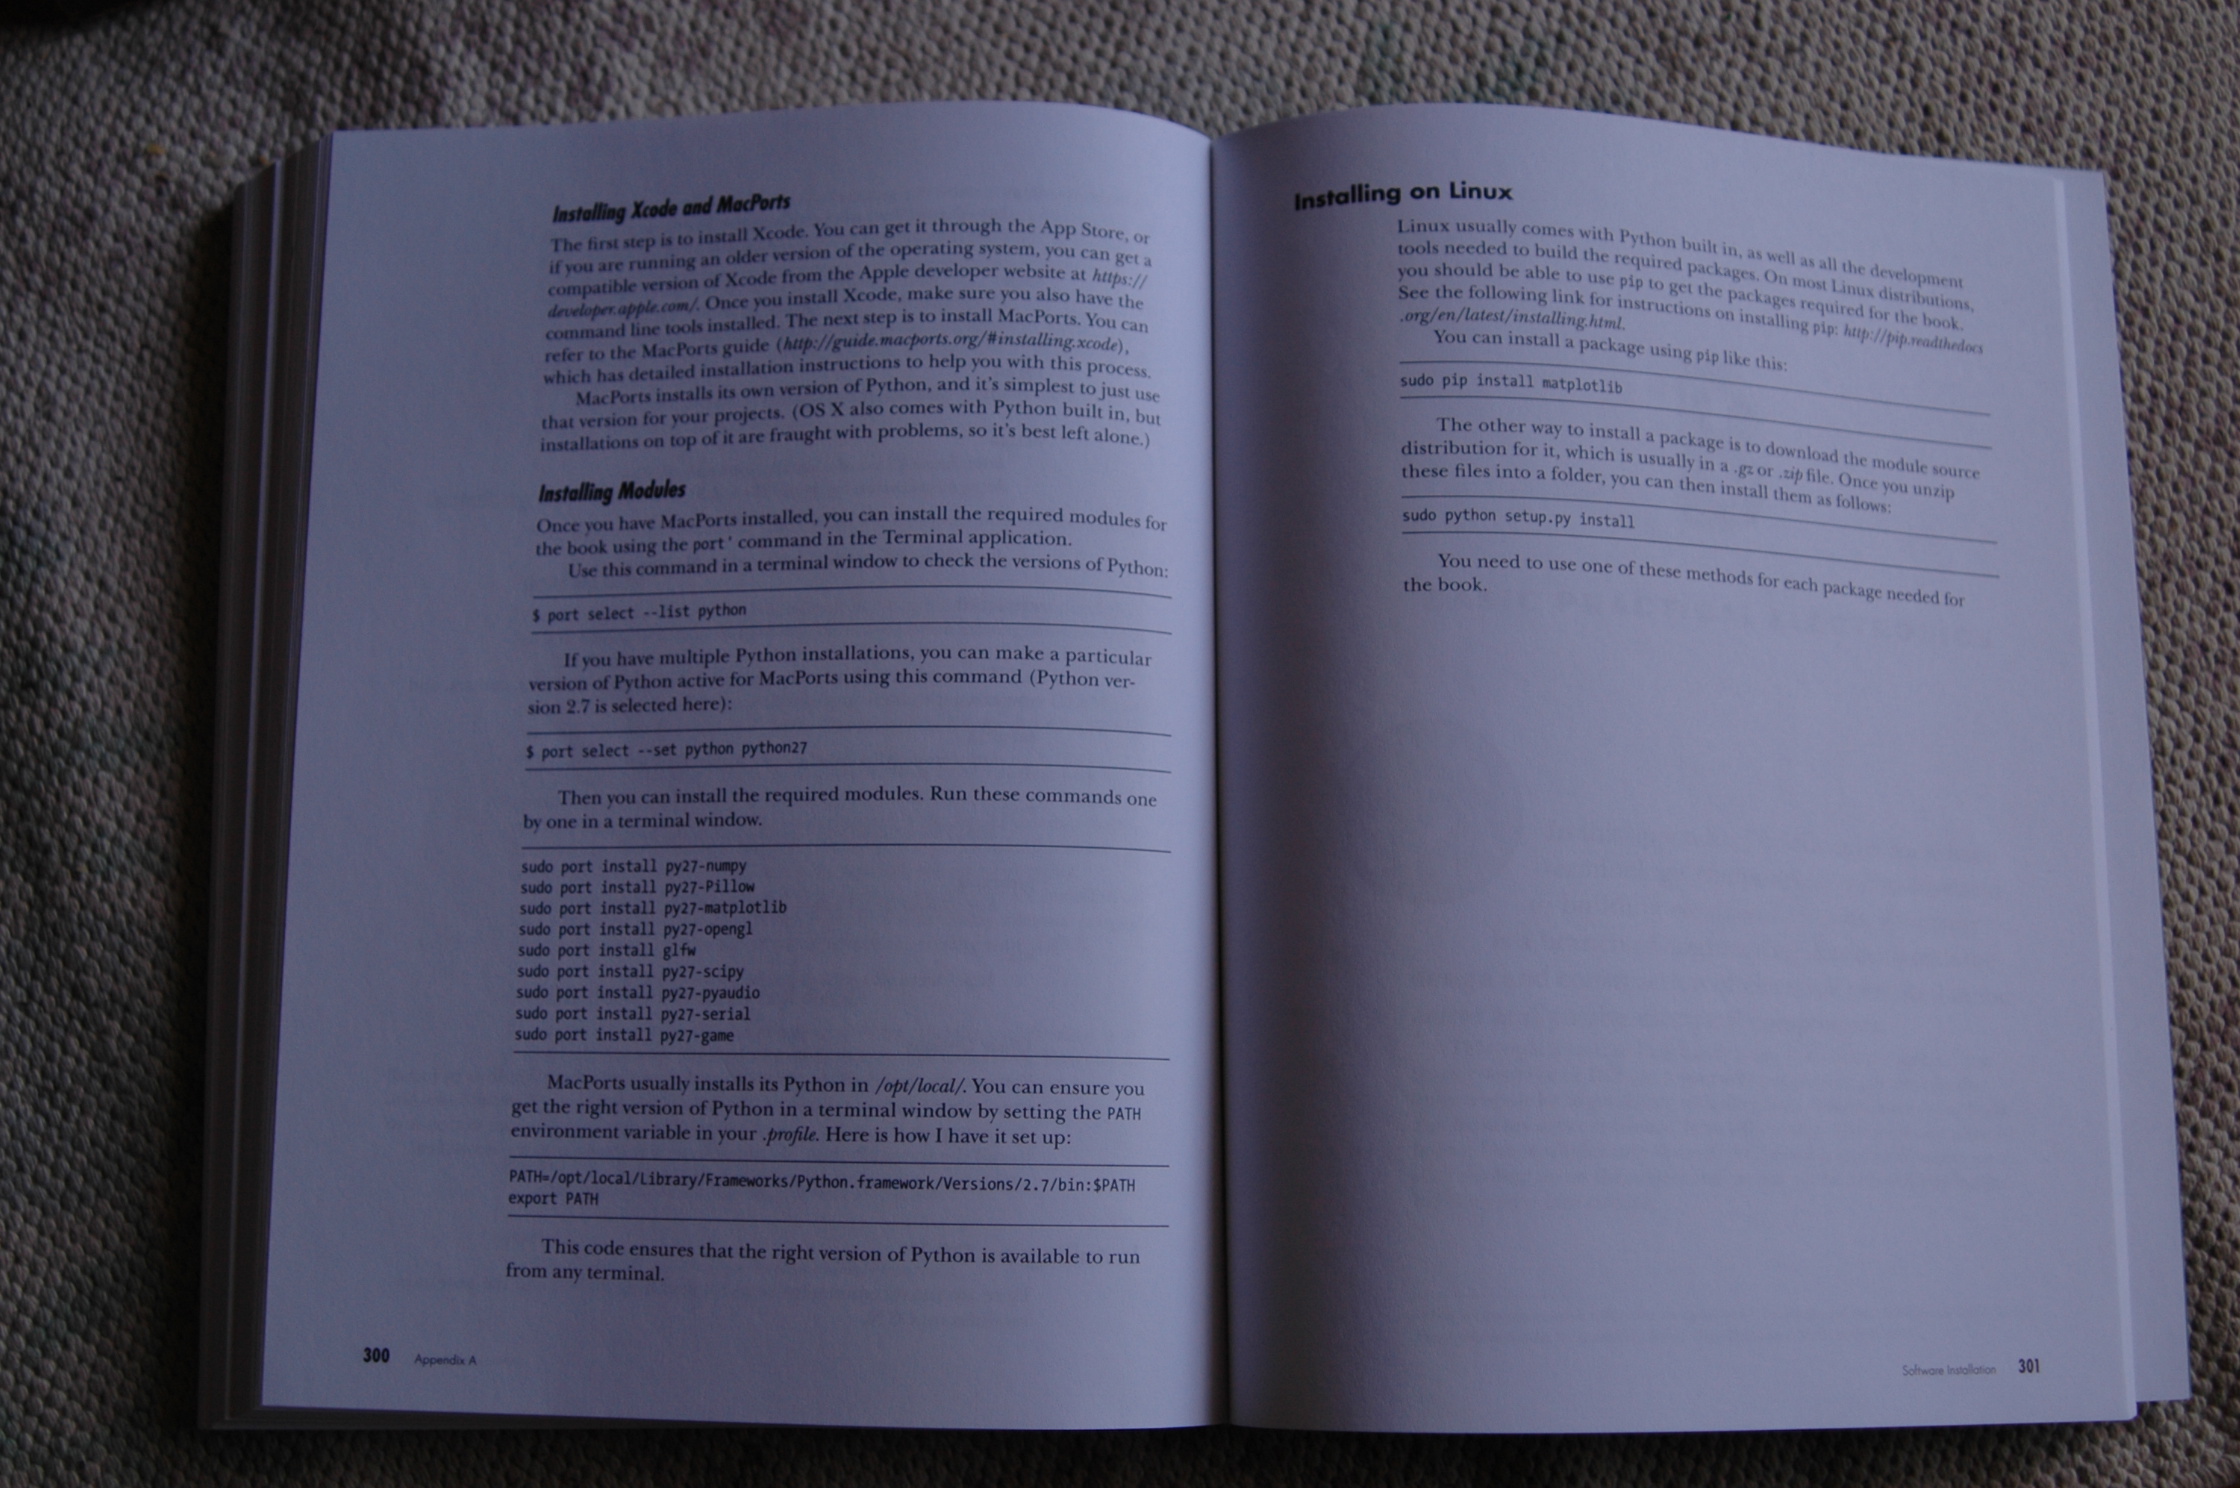 Installing Xcode and MacPorts
The first step is to install Xcode. You can get it through the App Store, or
if you are running an older version of the operating system, you can get a
compatible version of Xcode from the Apple developer website at https://
developer.apple.com/. Once you install Xcode, make sure you also have the
command line tools installed. The next step is to install MacPorts. You can
refer to the MacPorts guide (http://guide.macports.org/#installing.xcode),
which has detailed installation instructions to help you with this process.
MacPorts installs its own version of Python, and it's simplest to just use
that version for your projects. (OS X also comes with Python built in, but
installations on top of it are fraught with problems, so it's best left alone.)
Installing Modules
Once you have MacPorts installed, you can install the required modules for
the book using the port' command in the Terminal application.
Use this command in a terminal window to check the versions of Python:
$ port select --list python
If you have multiple Python installations, you can make a particular
version of Python active for MacPorts using this command (Python ver-
sion 2.7 is selected here):
$ port select --set python python27
Then you can install the required modules. Run these commands one
by one in a terminal window.
sudo port install py27-numpy
sudo port install py27-Pillow
sudo port install py27-matplotlib
sudo port install py27-opengl
sudo port install glfw
sudo port install py27-scipy
sudo port install py27-pyaudio
sudo port install py27-serial
sudo port install py27-game
MacPorts usually installs its Python in /opt/local/. You can ensure you
get the right version of Python in a terminal window by setting the PATH
environment variable in your .profile. Here is how I have it set up:
PATH=/opt/local/Library/Frameworks/Python.framework/Versions/2.7/bin:$PATH
export PATH
This code ensures that the right version of Python is available to run
from any terminal.
300 Appendix A
Installing on Linux
Linux usually comes with Python built in, as well as all the development
tools needed to build the required packages. On most Linux distributions,
you should be able to use pip to get the packages required for the book.
See the following link for instructions on installing pip: http://pip.readthedocs
.org/en/latest/installing.html.
You can install a package using pip like this:
sudo pip install matplotlib
The other way to install a package is to download the module source
distribution for it, which is usually in a .gz or .zip file. Once you unzip
these files into a folder, you can then install them as follows:
sudo python setup.py install
You need to use one of these methods for each package needed for
the book.
Software Installation 301